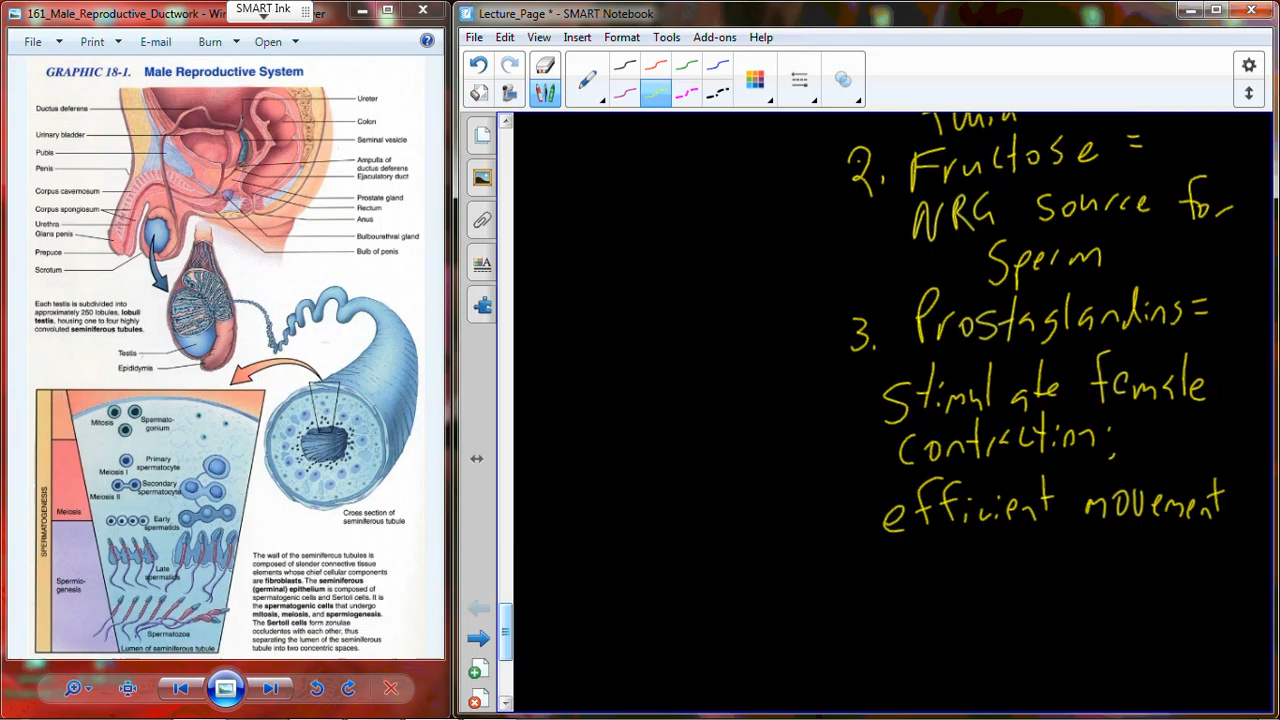 161_Male_Reproductive_Ductwork - Win
SMART Ink
File Print E-mail Burn Open
GRAPHIC 18-1. Male Reproductive System
Ductus deferens
Urinary bladder
Pubis
Penis
Corpus cavernosum
Corpus spongiosum
Urethra
Glans penis
Prepuce
Scrotum
Ureter
Colon
Seminal vesicle
Ampulla of
ductus deferens
Ejaculatory duct
Prostate gland
Rectum
Anus
Bulbourethral gland
Bulb of penis
Each testis is subdivided into
approximately 250 lobules, lobuli
testis, housing one to four highly
convoluted seminiferous tubules.
Testis
Epididymis
SPERMATOGENESIS
Meiosis
Spermio-
genesis
Mitosis
Spermato-
gonium
Primary
spermatocyte
Meiosis I
Secondary
spermatocyte
Meiosis II
Early
spermatids
Late
spermatids
Spermatozoa
Lumen of seminiferous tubule
Cross section of
seminiferous tubule
The wall of the seminiferous tubules is
composed of slender connective tissue
elements whose chief cellular components
are fibroblasts. The seminiferous
(germinal) epithelium is composed of
spermatogenic cells and Sertoli cells. It is
the spermatogenic cells that undergo
mitosis, meiosis, and spermiogenesis.
The Sertoli cells form zonulae
occludentes with each other, thus
separating the lumen of the seminiferous
tubule into two concentric spaces.
Lecture_Page * - SMART Notebook
File Edit View Insert Format Tools Add-ons Help
2. Fructose =
NRG source for
Sperm
3. Prostaglandins=
stimulate female
contraction;
efficient movement